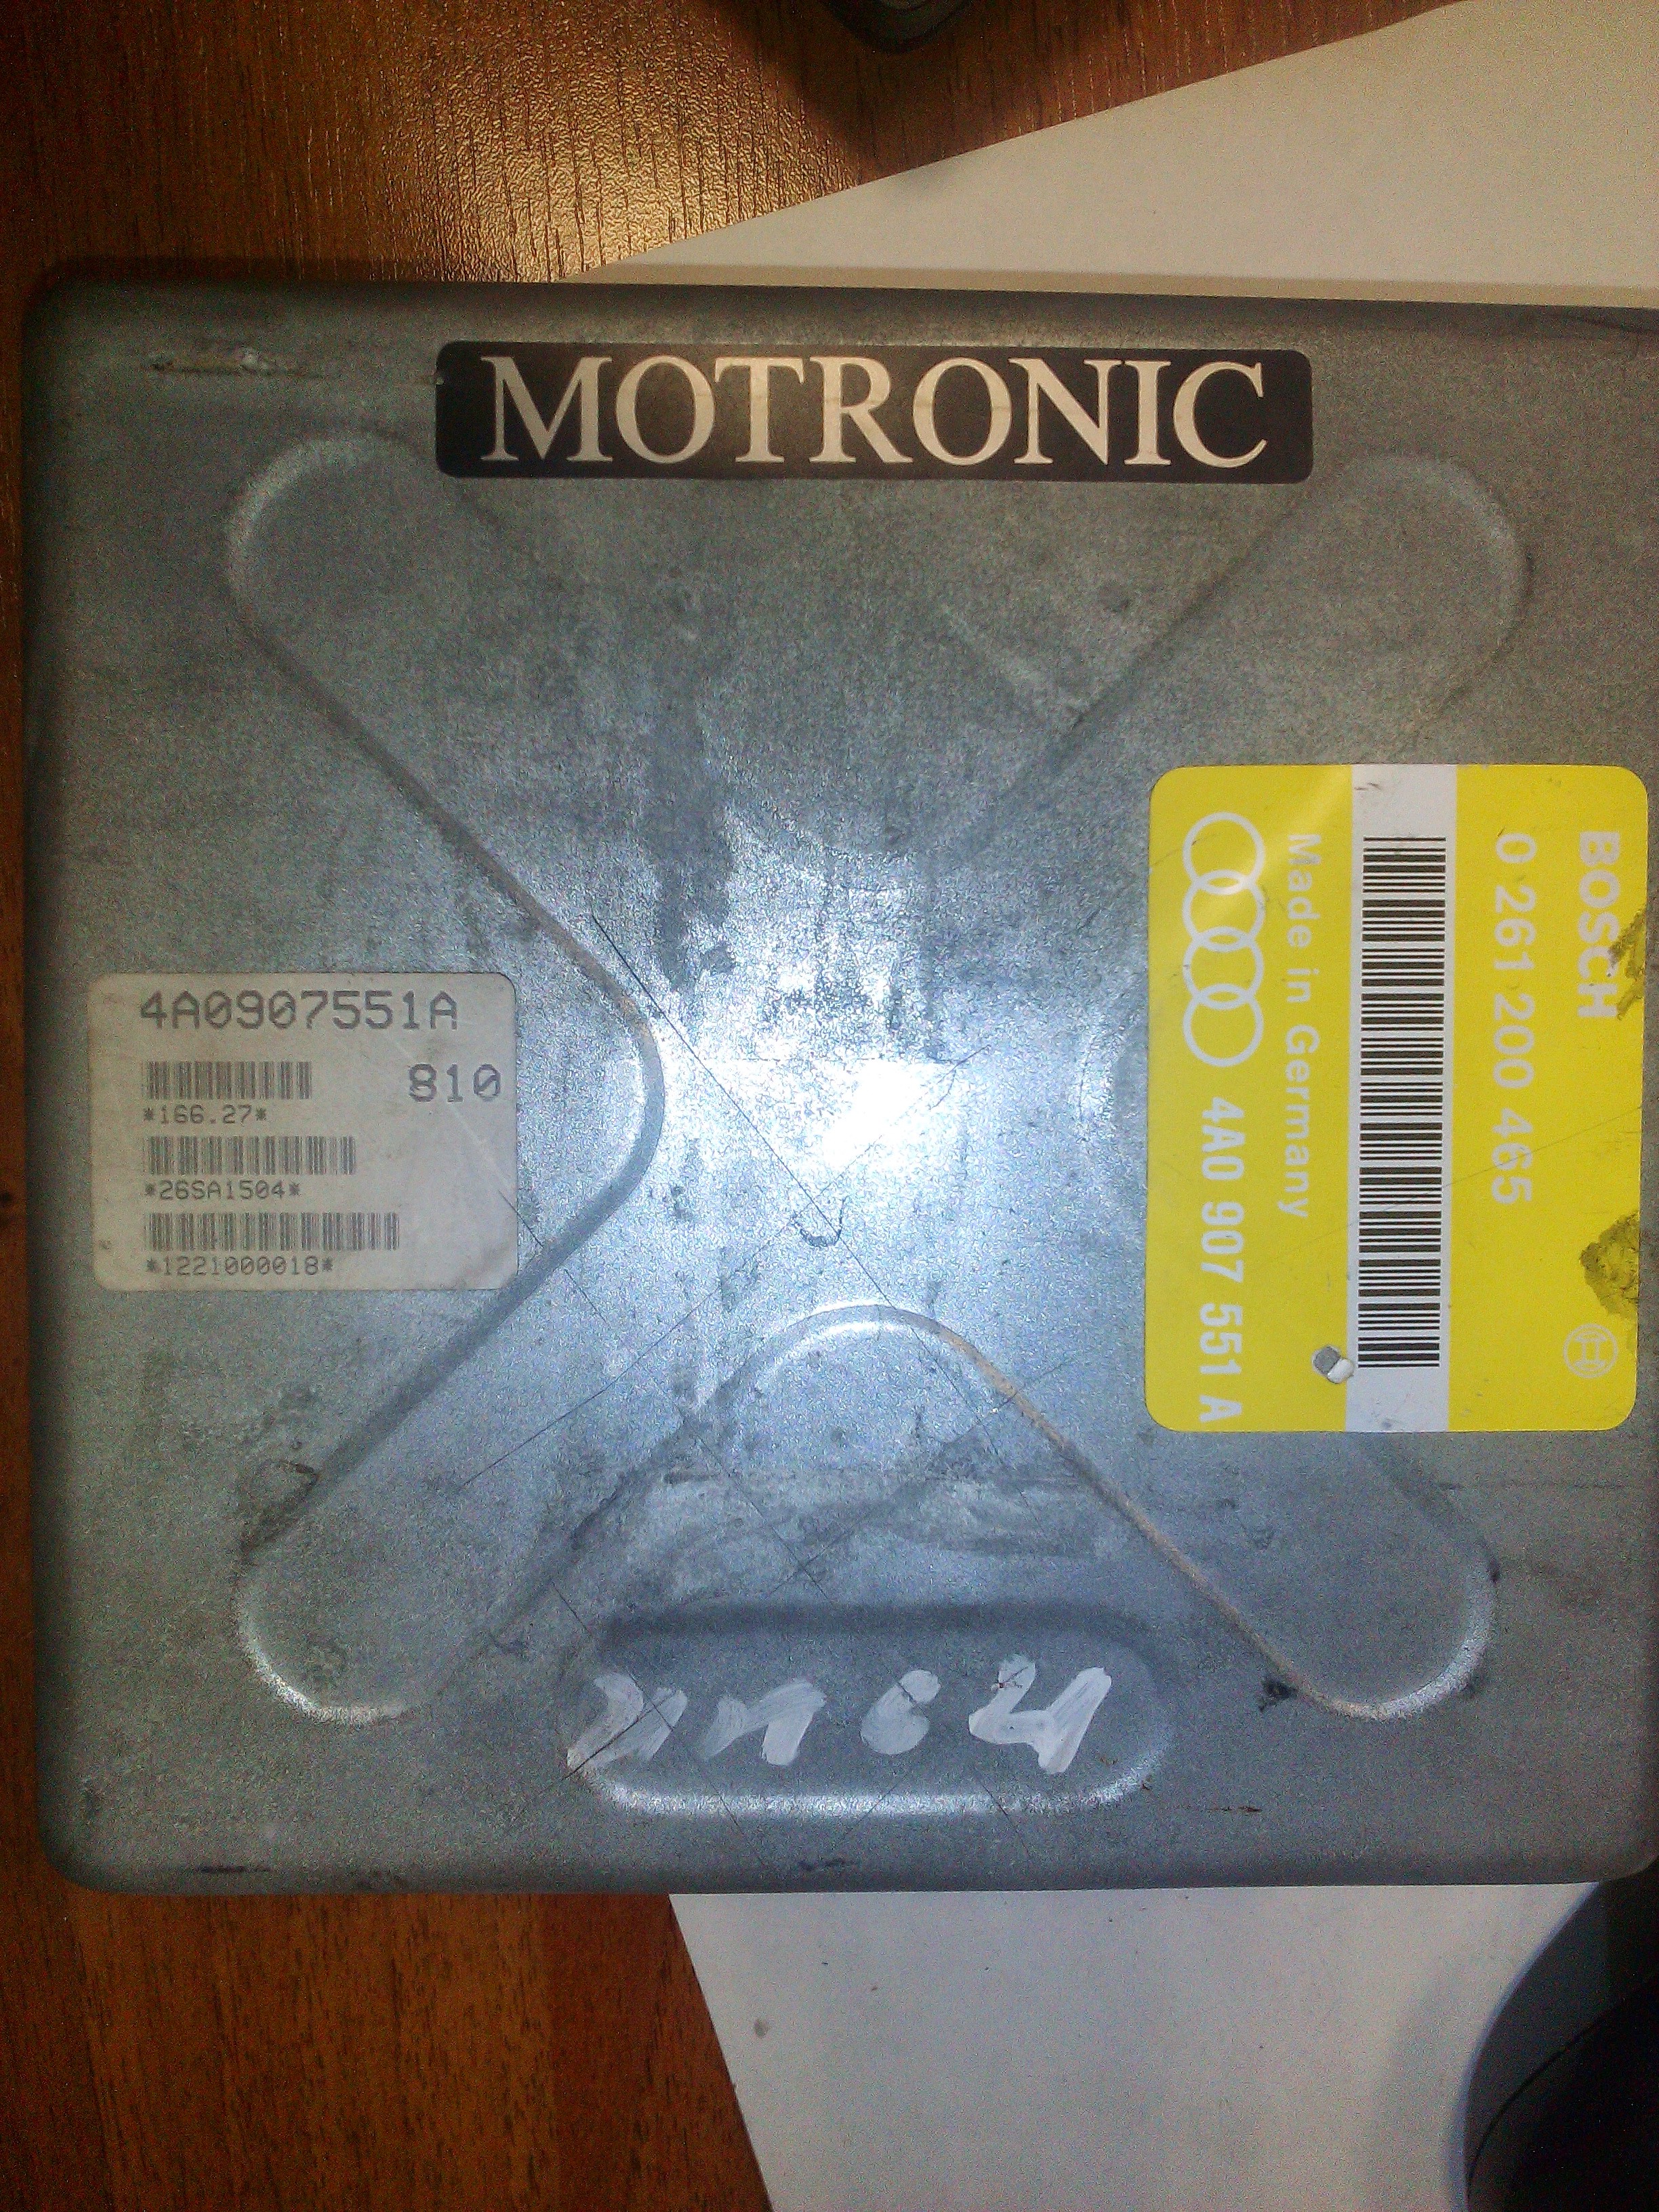 MOTRONIC
4A0907551A
810
*166.27*
*26SA1504*
*1221000018*
BOSCH
0 261 200 465
Made in Germany
4A0 907 551 A